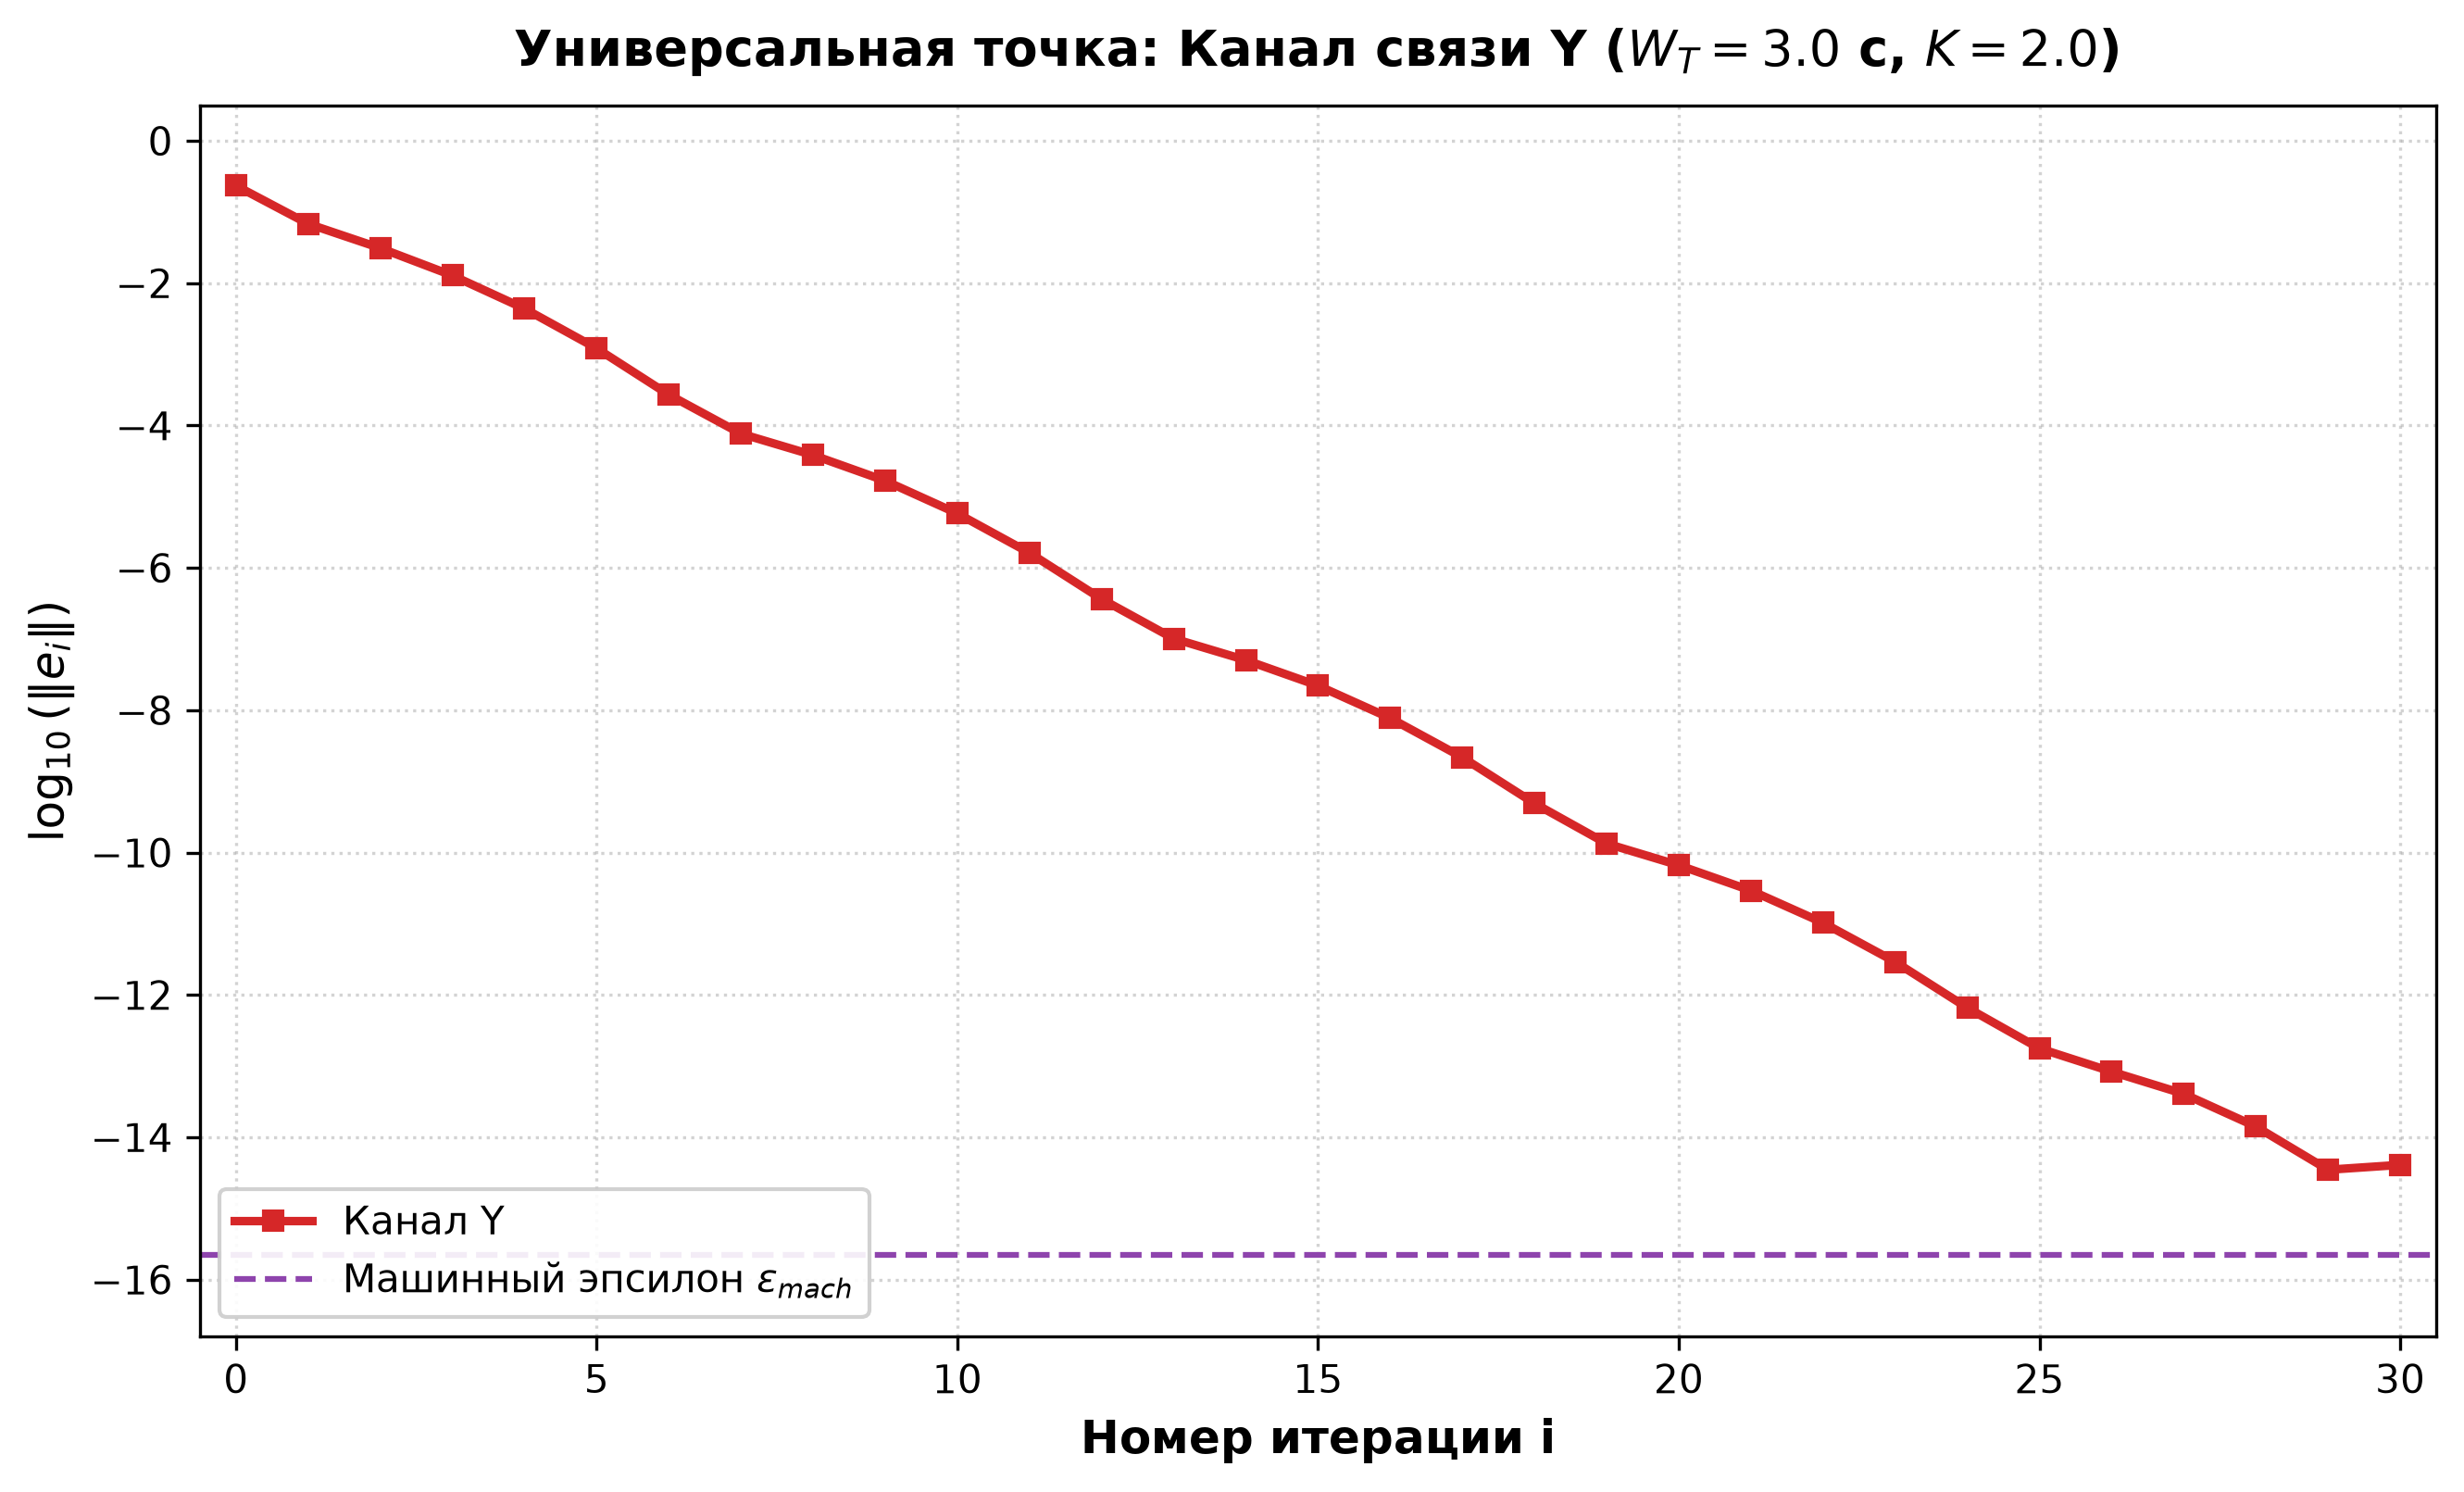 Универсальная точка: Канал связи Y (W_T = 3.0 с, K = 2.0)
log₁₀ (‖e_i‖)
0
−2
−4
−6
−8
−10
−12
−14
−16
Канал Y
Машинный эпсилон ε_mach
0 5 10 15 20 25 30
Номер итерации i